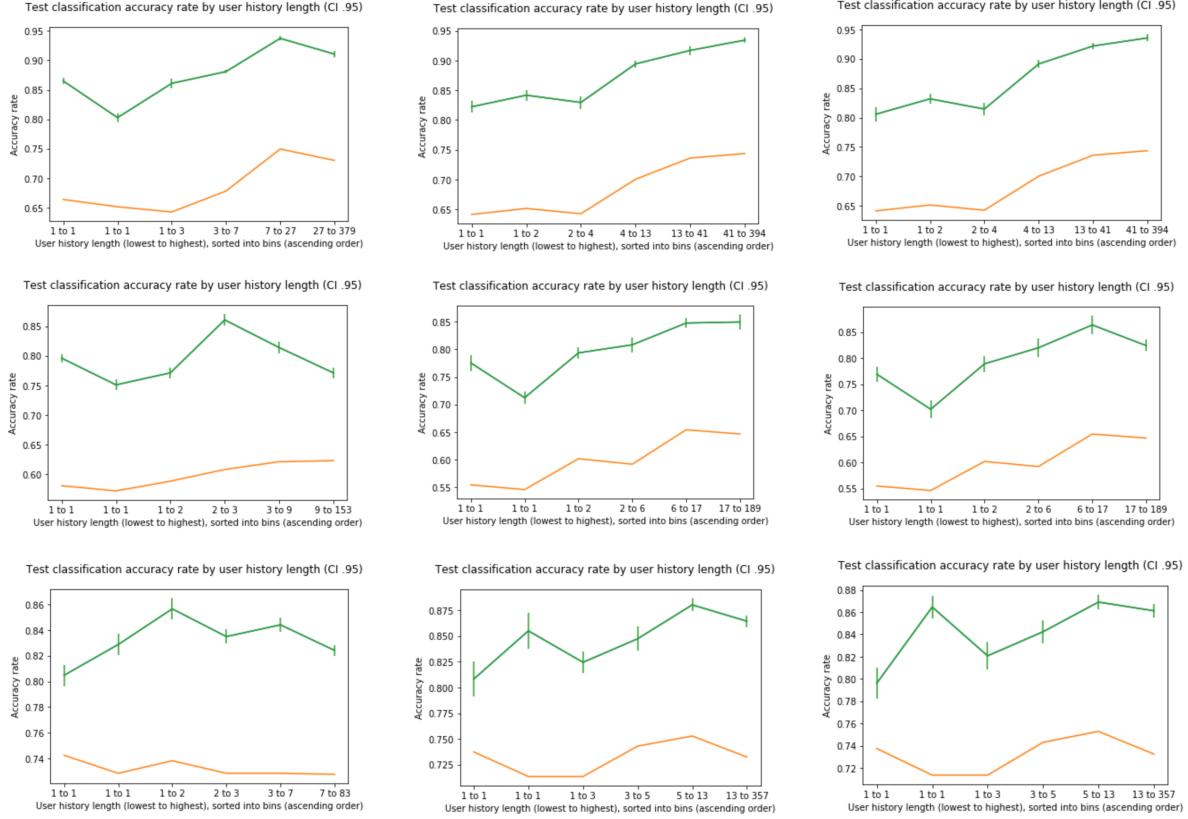 Test classification accuracy rate by user history length (CI .95)
Accuracy rate
0.95
0.90
0.85
0.80
0.75
0.70
0.65
1 to 1 1 to 1 1 to 3 3 to 7 7 to 27 27 to 379
User history length (lowest to highest), sorted into bins (ascending order)
Test classification accuracy rate by user history length (CI .95)
Accuracy rate
0.95
0.90
0.85
0.80
0.75
0.70
0.65
1 to 1 1 to 2 2 to 4 4 to 13 13 to 41 41 to 394
User history length (lowest to highest), sorted into bins (ascending order)
Test classification accuracy rate by user history length (CI .95)
Accuracy rate
0.95
0.90
0.85
0.80
0.75
0.70
0.65
1 to 1 1 to 2 2 to 4 4 to 13 13 to 41 41 to 394
User history length (lowest to highest), sorted into bins (ascending order)
Test classification accuracy rate by user history length (CI .95)
Accuracy rate
0.85
0.80
0.75
0.70
0.65
0.60
1 to 1 1 to 1 1 to 2 2 to 3 3 to 9 9 to 153
User history length (lowest to highest), sorted into bins (ascending order)
Test classification accuracy rate by user history length (CI .95)
Accuracy rate
0.85
0.80
0.75
0.70
0.65
0.60
0.55
0.50
1 to 1 1 to 1 1 to 2 2 to 6 6 to 17 17 to 189
User history length (lowest to highest), sorted into bins (ascending order)
Test classification accuracy rate by user history length (CI .95)
Accuracy rate
0.85
0.80
0.75
0.70
0.65
0.60
0.55
0.50
1 to 1 1 to 1 1 to 2 2 to 6 6 to 17 17 to 189
User history length (lowest to highest), sorted into bins (ascending order)
Test classification accuracy rate by user history length (CI .95)
Accuracy rate
0.86
0.84
0.82
0.80
0.78
0.76
0.74
1 to 1 1 to 1 1 to 2 2 to 3 3 to 7 7 to 83
User history length (lowest to highest), sorted into bins (ascending order)
Test classification accuracy rate by user history length (CI .95)
Accuracy rate
0.875
0.850
0.825
0.800
0.775
0.750
0.725
1 to 1 1 to 1 1 to 3 3 to 5 5 to 13 13 to 357
User history length (lowest to highest), sorted into bins (ascending order)
Test classification accuracy rate by user history length (CI .95)
Accuracy rate
0.88
0.86
0.84
0.82
0.80
0.78
0.76
0.74
0.72
1 to 1 1 to 1 1 to 3 3 to 5 5 to 13 13 to 357
User history length (lowest to highest), sorted into bins (ascending order)